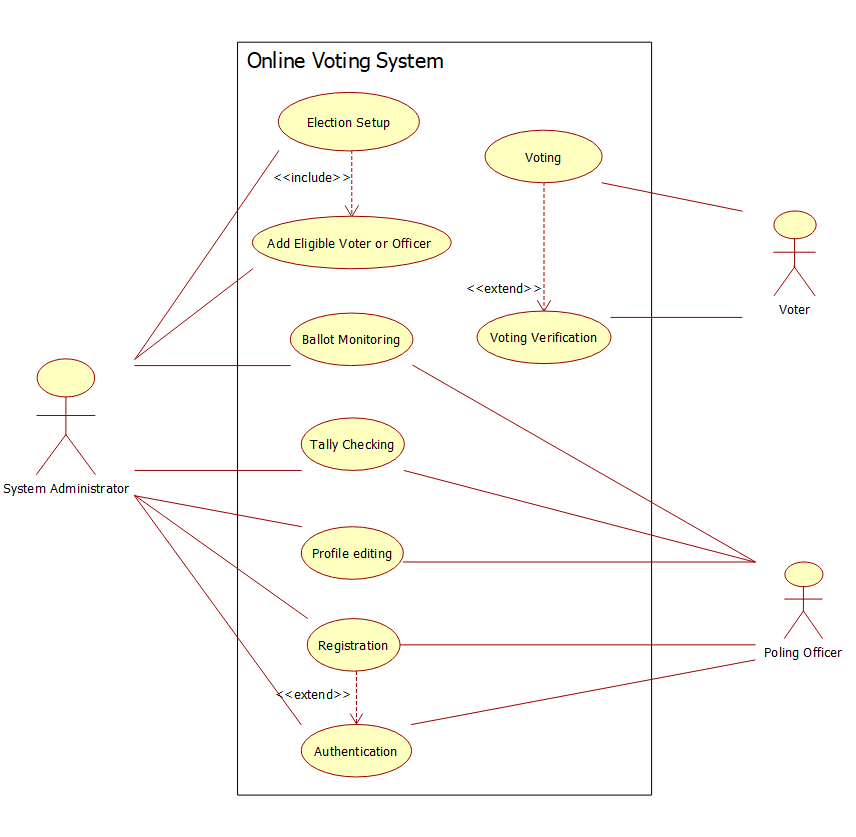 Online Voting System
Election Setup
<<include>>
Voting
Add Eligible Voter or Officer
<<extend>>
Voter
Ballot Monitoring
Voting Verification
Tally Checking
System Administrator
Profile editing
Registration
Poling Officer
<<extend>>
Authentication